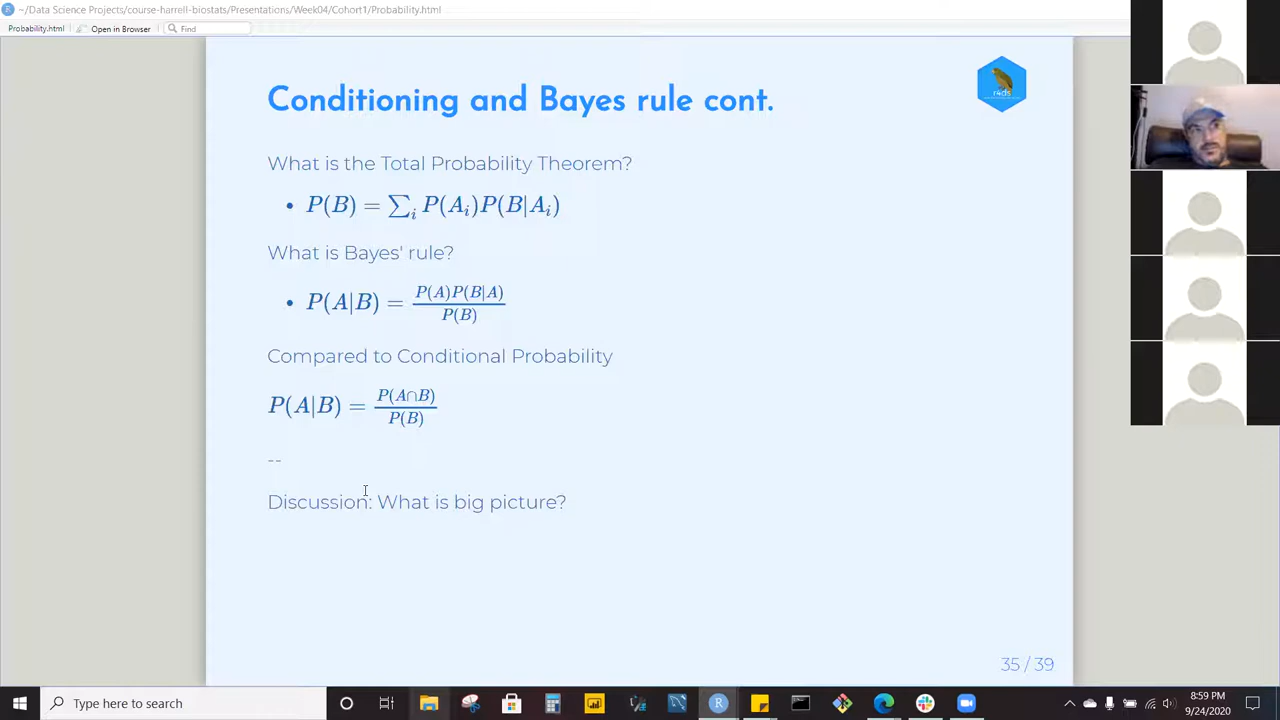 ~/Data Science Projects/course-harrell-biostats/Presentations/Week04/Cohort1/Probability.html
Probability.html Open in Browser Find
Conditioning and Bayes rule cont.
r4ds
What is the Total Probability Theorem?
• P(B) = ∑ᵢ P(Aᵢ)P(B|Aᵢ)
What is Bayes' rule?
• P(A|B) = P(A)P(B|A) / P(B)
Compared to Conditional Probability
P(A|B) = P(A∩B) / P(B)
--
Discussion: What is big picture?
35 / 39
Type here to search
8:59 PM
9/24/2020